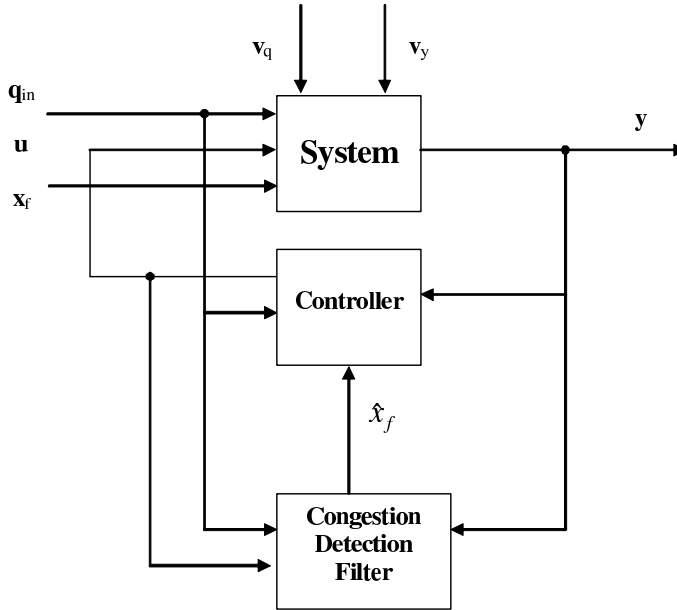 v_q
v_y
q_in
u
x_f
System
y
Controller
x̂_f
Congestion
Detection
Filter